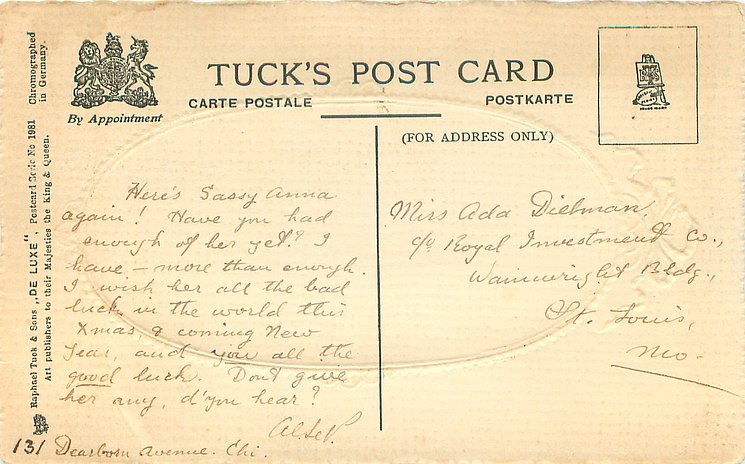 TUCK'S POST CARD
CARTE POSTALE
POSTKARTE
By Appointment
(FOR ADDRESS ONLY)
Raphael Tuck & Sons „DE LUXE", Postcard Serie No 1981 Chromographed
Art publishers to their Majesties the King & Queen. in Germany.
Here's Sassy Anna
again! Have you had
enough of her yet? I
have — more than enough.
I wish her all the bad
luck in the world this
Xmas, & coming New
Year, and you all the
good luck. Don't give
her any, d'you hear?
131 Dearborn Avenue. Chi.
Miss Ada Dielman,
c/o Royal Investment Co.,
Wainwright Bldg.,
St. Louis,
Mo.